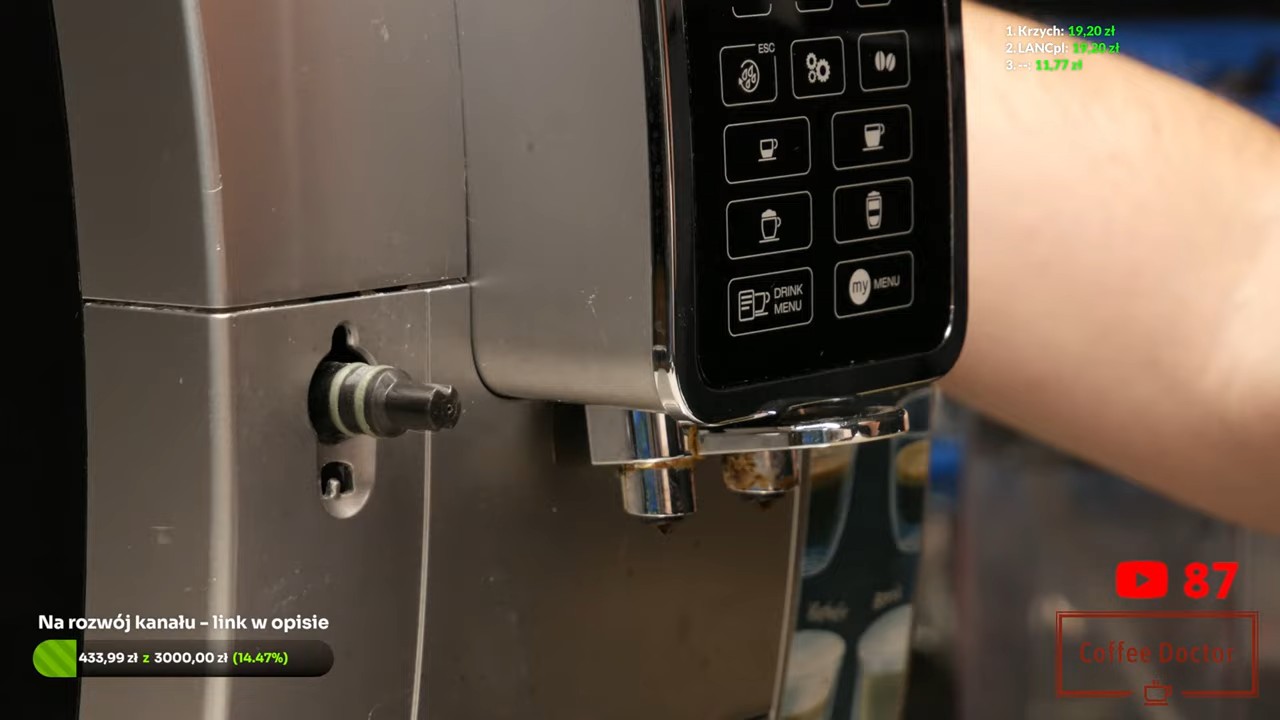 1. Krzych: 19,20 zł
2. LANCpl: 19,20 zł
3. --: 11,77 zł
ESC
DRINK
MENU
my MENU
Na rozwój kanału - link w opisie
433,99 zł z 3000,00 zł (14.47%)
87
Coffee Doctor